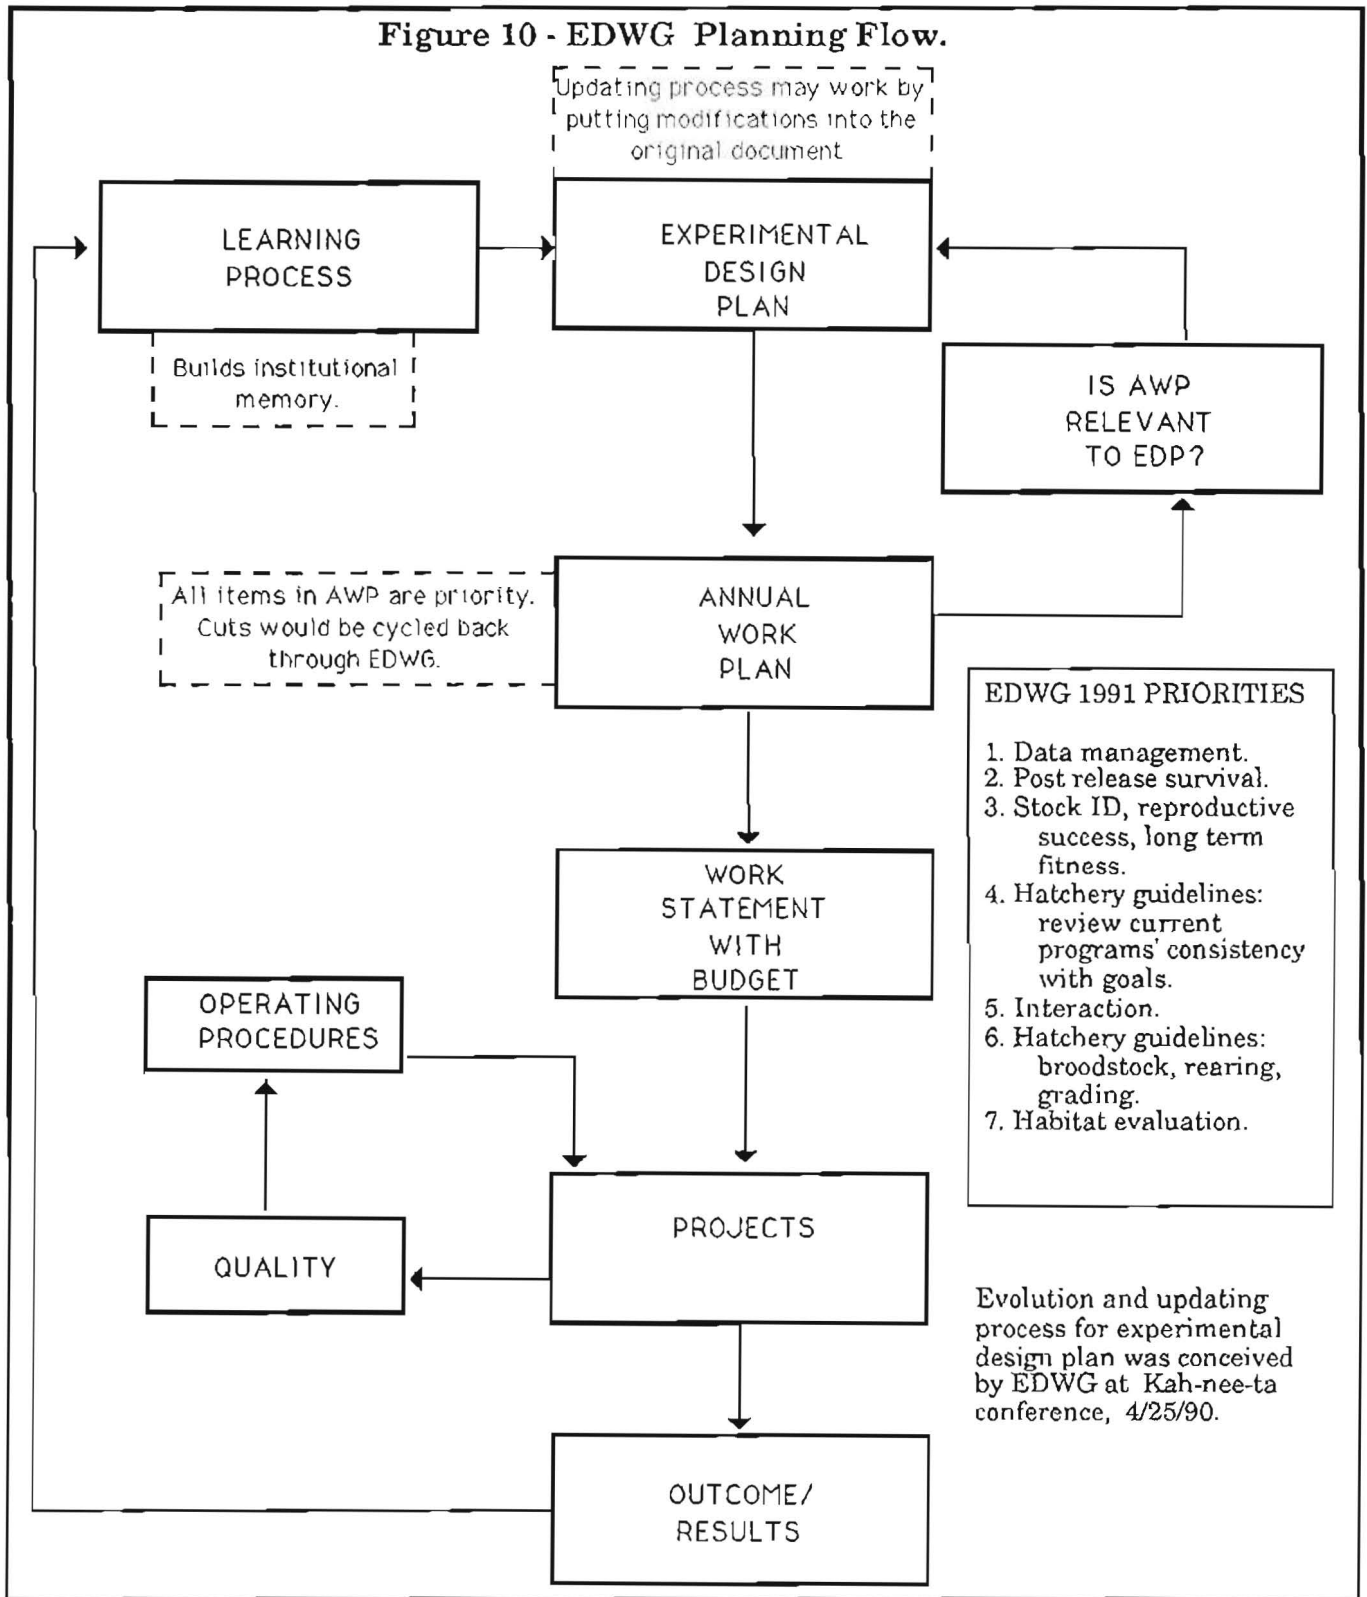 Figure 10 - EDWG Planning Flow.
Updating process may work by
putting modifications into the
original document
LEARNING
PROCESS
EXPERIMENTAL
DESIGN
PLAN
Builds institutional
memory.
IS AWP
RELEVANT
TO EDP?
All items in AWP are priority.
Cuts would be cycled back
through EDWG.
ANNUAL
WORK
PLAN
EDWG 1991 PRIORITIES
1. Data management.
2. Post release survival.
3. Stock ID, reproductive
success, long term
fitness.
4. Hatchery guidelines:
review current
programs' consistency
with goals.
5. Interaction.
6. Hatchery guidelines:
broodstock, rearing,
grading.
7. Habitat evaluation.
WORK
STATEMENT
WITH
BUDGET
OPERATING
PROCEDURES
PROJECTS
QUALITY
Evolution and updating
process for experimental
design plan was conceived
by EDWG at Kah-nee-ta
conference, 4/25/90.
OUTCOME/
RESULTS